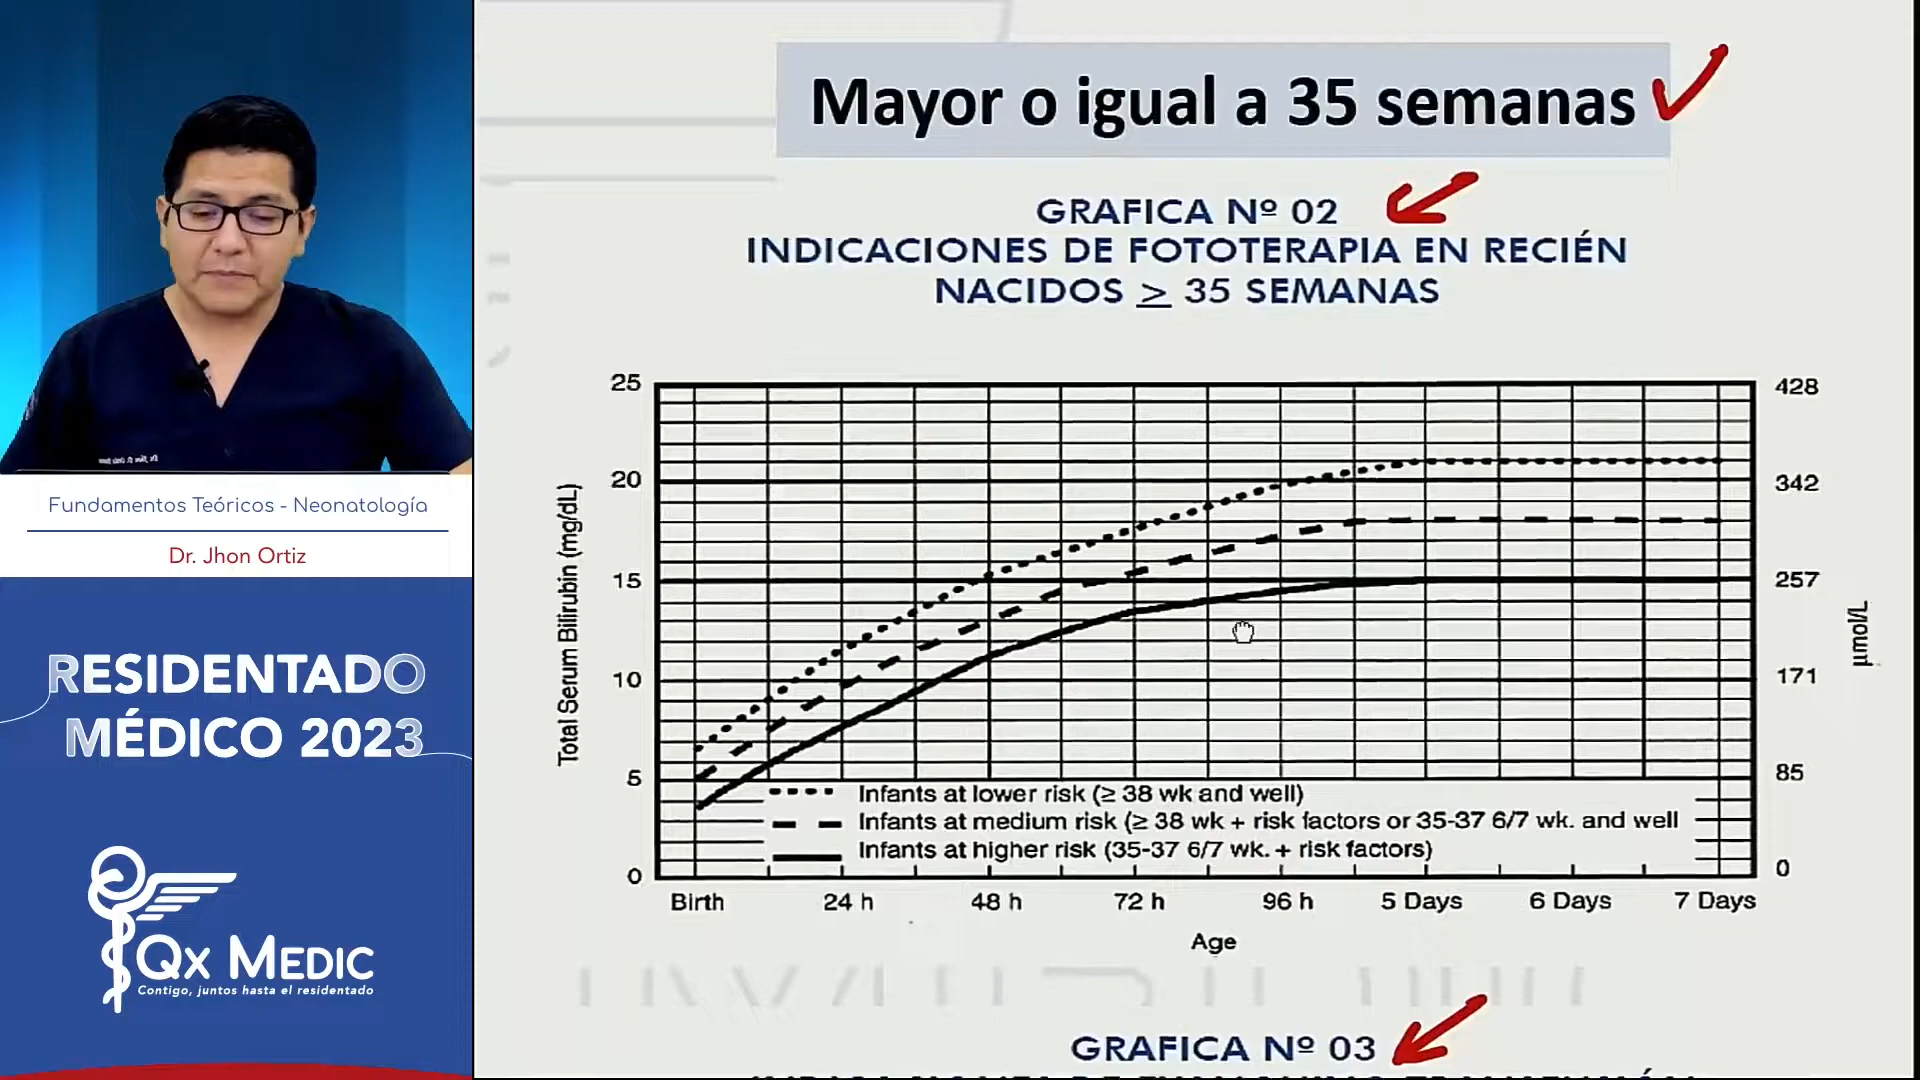 Mayor o igual a 35 semanas
GRAFICA Nº 02
INDICACIONES DE FOTOTERAPIA EN RECIÉN
NACIDOS ≥ 35 SEMANAS
25
20
15
10
5
0
Total Serum Bilirubin (mg/dL)
428
342
257
171
85
0
µmol/L
Infants at lower risk (≥ 38 wk and well)
Infants at medium risk (≥ 38 wk + risk factors or 35-37 6/7 wk. and well
Infants at higher risk (35-37 6/7 wk. + risk factors)
Birth 24 h 48 h 72 h 96 h 5 Days 6 Days 7 Days
Age
GRAFICA Nº 03
Fundamentos Teóricos - Neonatología
Dr. Jhon Ortiz
RESIDENTADO
MÉDICO 2023
QX MEDIC
Contigo, juntos hasta el residentado